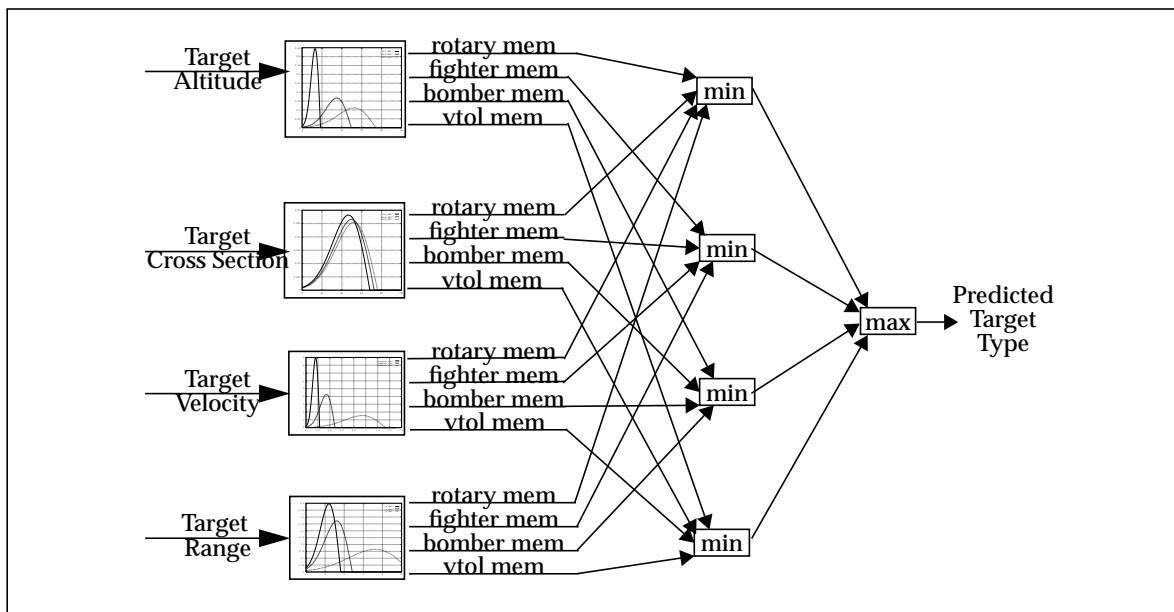 Target
Altitude
rotary mem
fighter mem
bomber mem
vtol mem
min
Target
Cross Section
rotary mem
fighter mem
bomber mem
vtol mem
min
Target
Velocity
rotary mem
fighter mem
bomber mem
vtol mem
min
Target
Range
rotary mem
fighter mem
bomber mem
vtol mem
min
max
Predicted
Target
Type